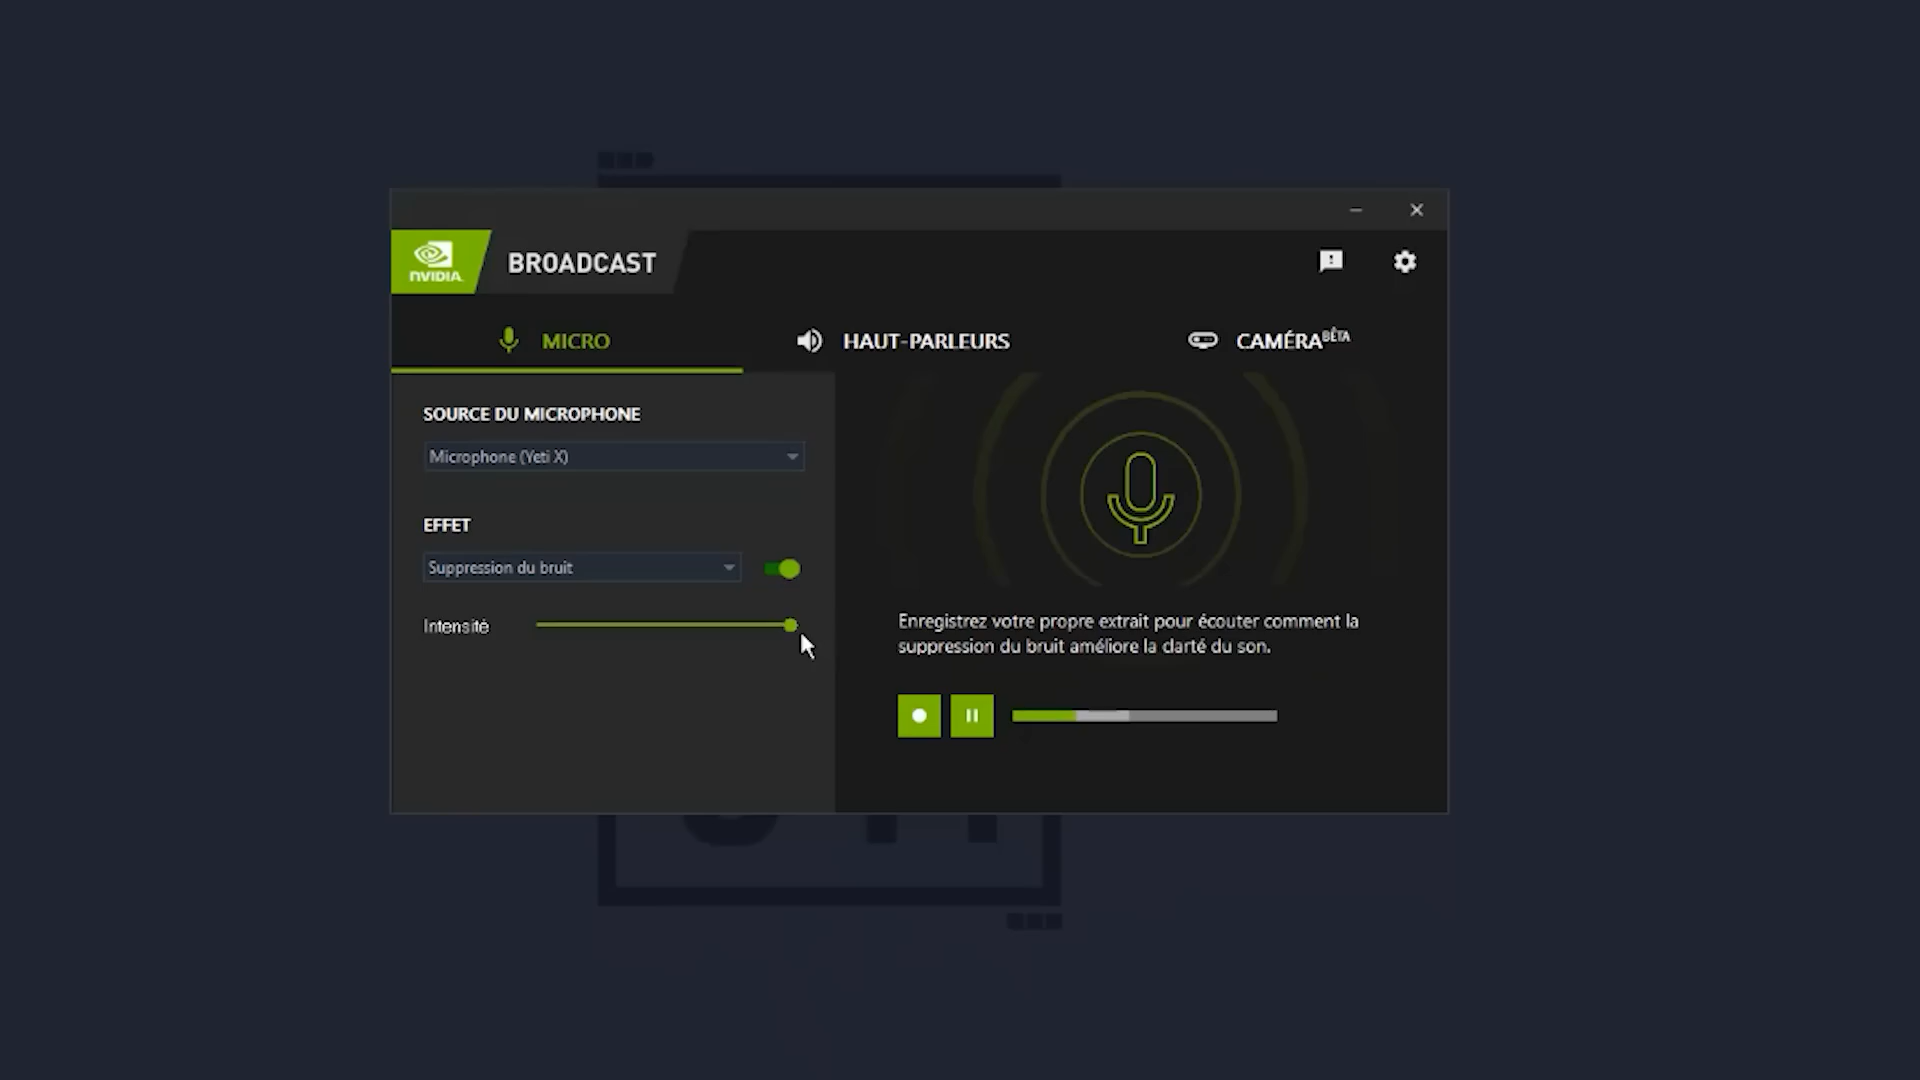 NVIDIA
BROADCAST
MICRO
HAUT-PARLEURS
CAMÉRA BÊTA
SOURCE DU MICROPHONE
Microphone (Yeti X)
EFFET
Suppression du bruit
Intensité
Enregistrez votre propre extrait pour écouter comment la
suppression du bruit améliore la clarté du son.